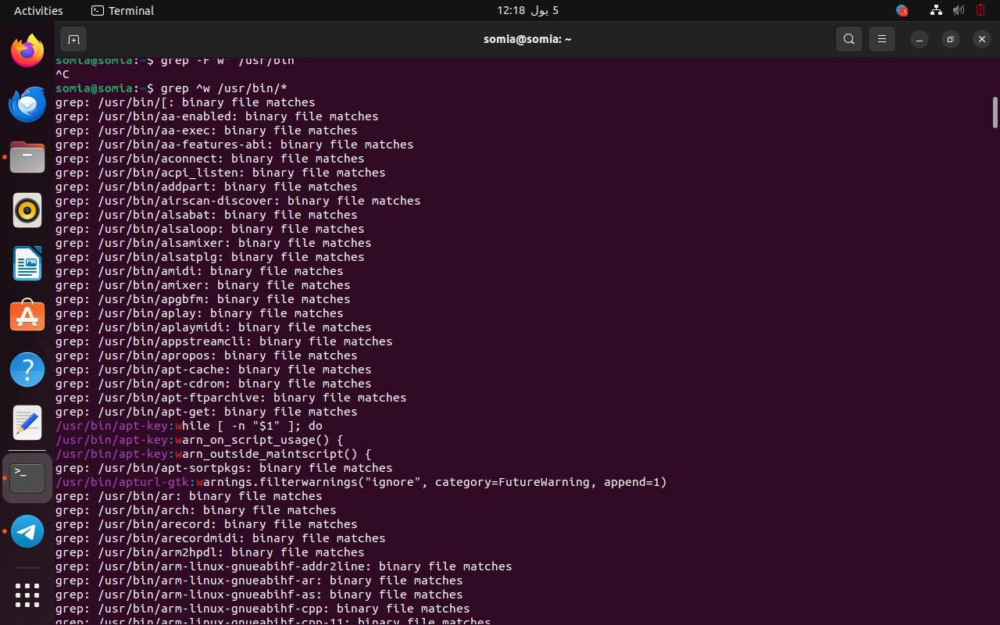 Activities
Terminal
12:18 5 يول
somia@somia: ~
somia@somia:~$ grep -F'w' /usr/bin
^C
somia@somia:~$ grep ^w /usr/bin/*
grep: /usr/bin/[: binary file matches
grep: /usr/bin/aa-enabled: binary file matches
grep: /usr/bin/aa-exec: binary file matches
grep: /usr/bin/aa-features-abi: binary file matches
grep: /usr/bin/aconnect: binary file matches
grep: /usr/bin/acpi_listen: binary file matches
grep: /usr/bin/addpart: binary file matches
grep: /usr/bin/airscan-discover: binary file matches
grep: /usr/bin/alsabat: binary file matches
grep: /usr/bin/alsaloop: binary file matches
grep: /usr/bin/alsamixer: binary file matches
grep: /usr/bin/alsatplg: binary file matches
grep: /usr/bin/amidi: binary file matches
grep: /usr/bin/amixer: binary file matches
grep: /usr/bin/apgbfm: binary file matches
grep: /usr/bin/aplay: binary file matches
grep: /usr/bin/aplaymidi: binary file matches
grep: /usr/bin/appstreamcli: binary file matches
grep: /usr/bin/apropos: binary file matches
grep: /usr/bin/apt-cache: binary file matches
grep: /usr/bin/apt-cdrom: binary file matches
grep: /usr/bin/apt-ftparchive: binary file matches
grep: /usr/bin/apt-get: binary file matches
/usr/bin/apt-key:while [ -n "$1" ]; do
/usr/bin/apt-key:warn_on_script_usage() {
/usr/bin/apt-key:warn_outside_maintscript() {
grep: /usr/bin/apt-sortpkgs: binary file matches
/usr/bin/apturl-gtk:warnings.filterwarnings("ignore", category=FutureWarning, append=1)
grep: /usr/bin/ar: binary file matches
grep: /usr/bin/arch: binary file matches
grep: /usr/bin/arecord: binary file matches
grep: /usr/bin/arecordmidi: binary file matches
grep: /usr/bin/arm2hpdl: binary file matches
grep: /usr/bin/arm-linux-gnueabihf-addr2line: binary file matches
grep: /usr/bin/arm-linux-gnueabihf-ar: binary file matches
grep: /usr/bin/arm-linux-gnueabihf-as: binary file matches
grep: /usr/bin/arm-linux-gnueabihf-cpp: binary file matches
grep: /usr/bin/arm-linux-gnueabihf-cpp-11: binary file matches